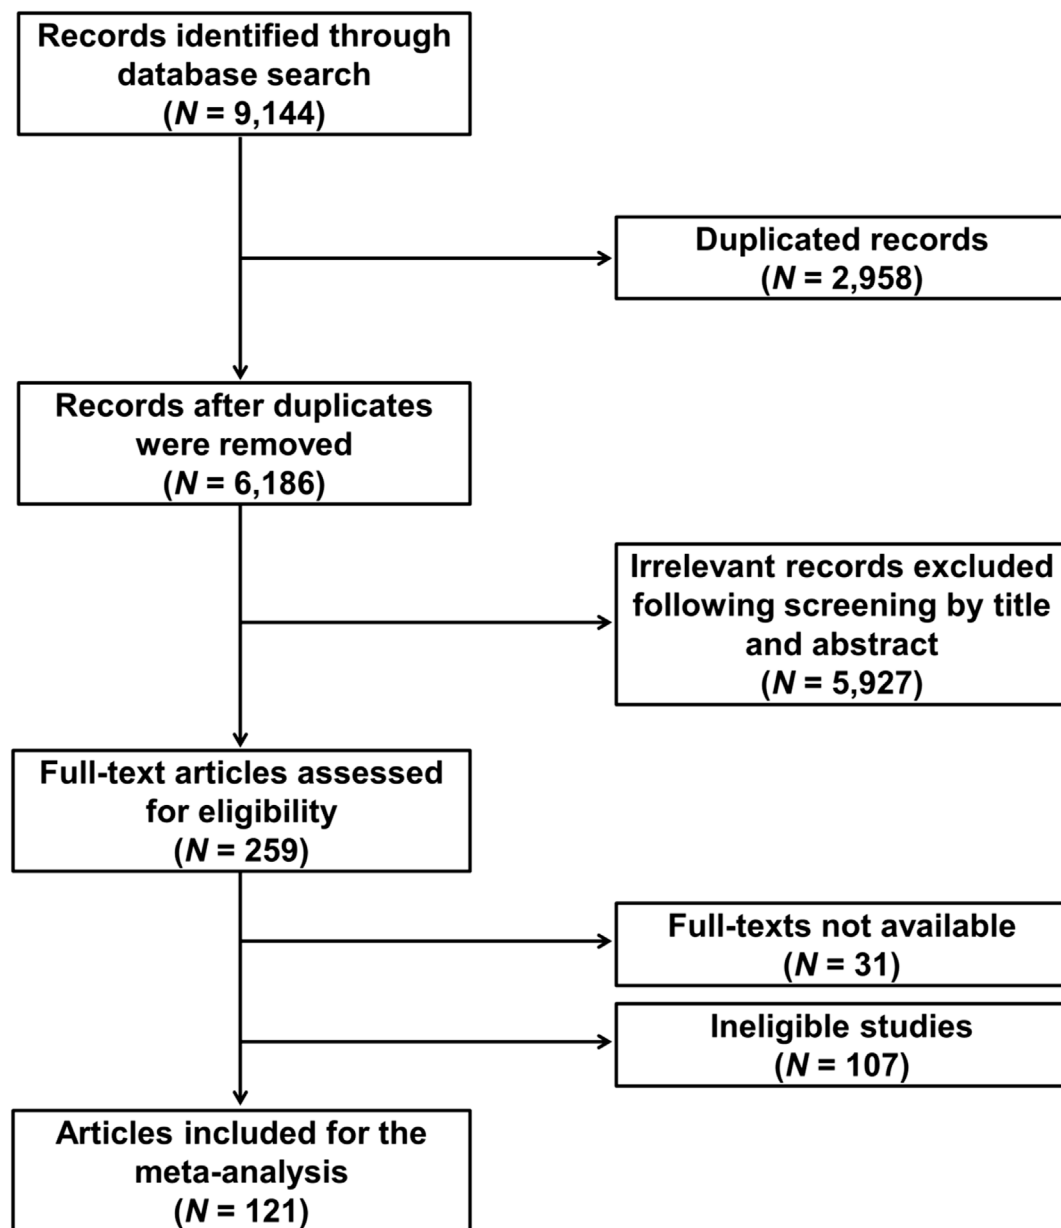 Records identified through
database search
(N = 9,144)
Duplicated records
(N = 2,958)
Records after duplicates
were removed
(N = 6,186)
Irrelevant records excluded
following screening by title
and abstract
(N = 5,927)
Full-text articles assessed
for eligibility
(N = 259)
Full-texts not available
(N = 31)
Ineligible studies
(N = 107)
Articles included for the
meta-analysis
(N = 121)